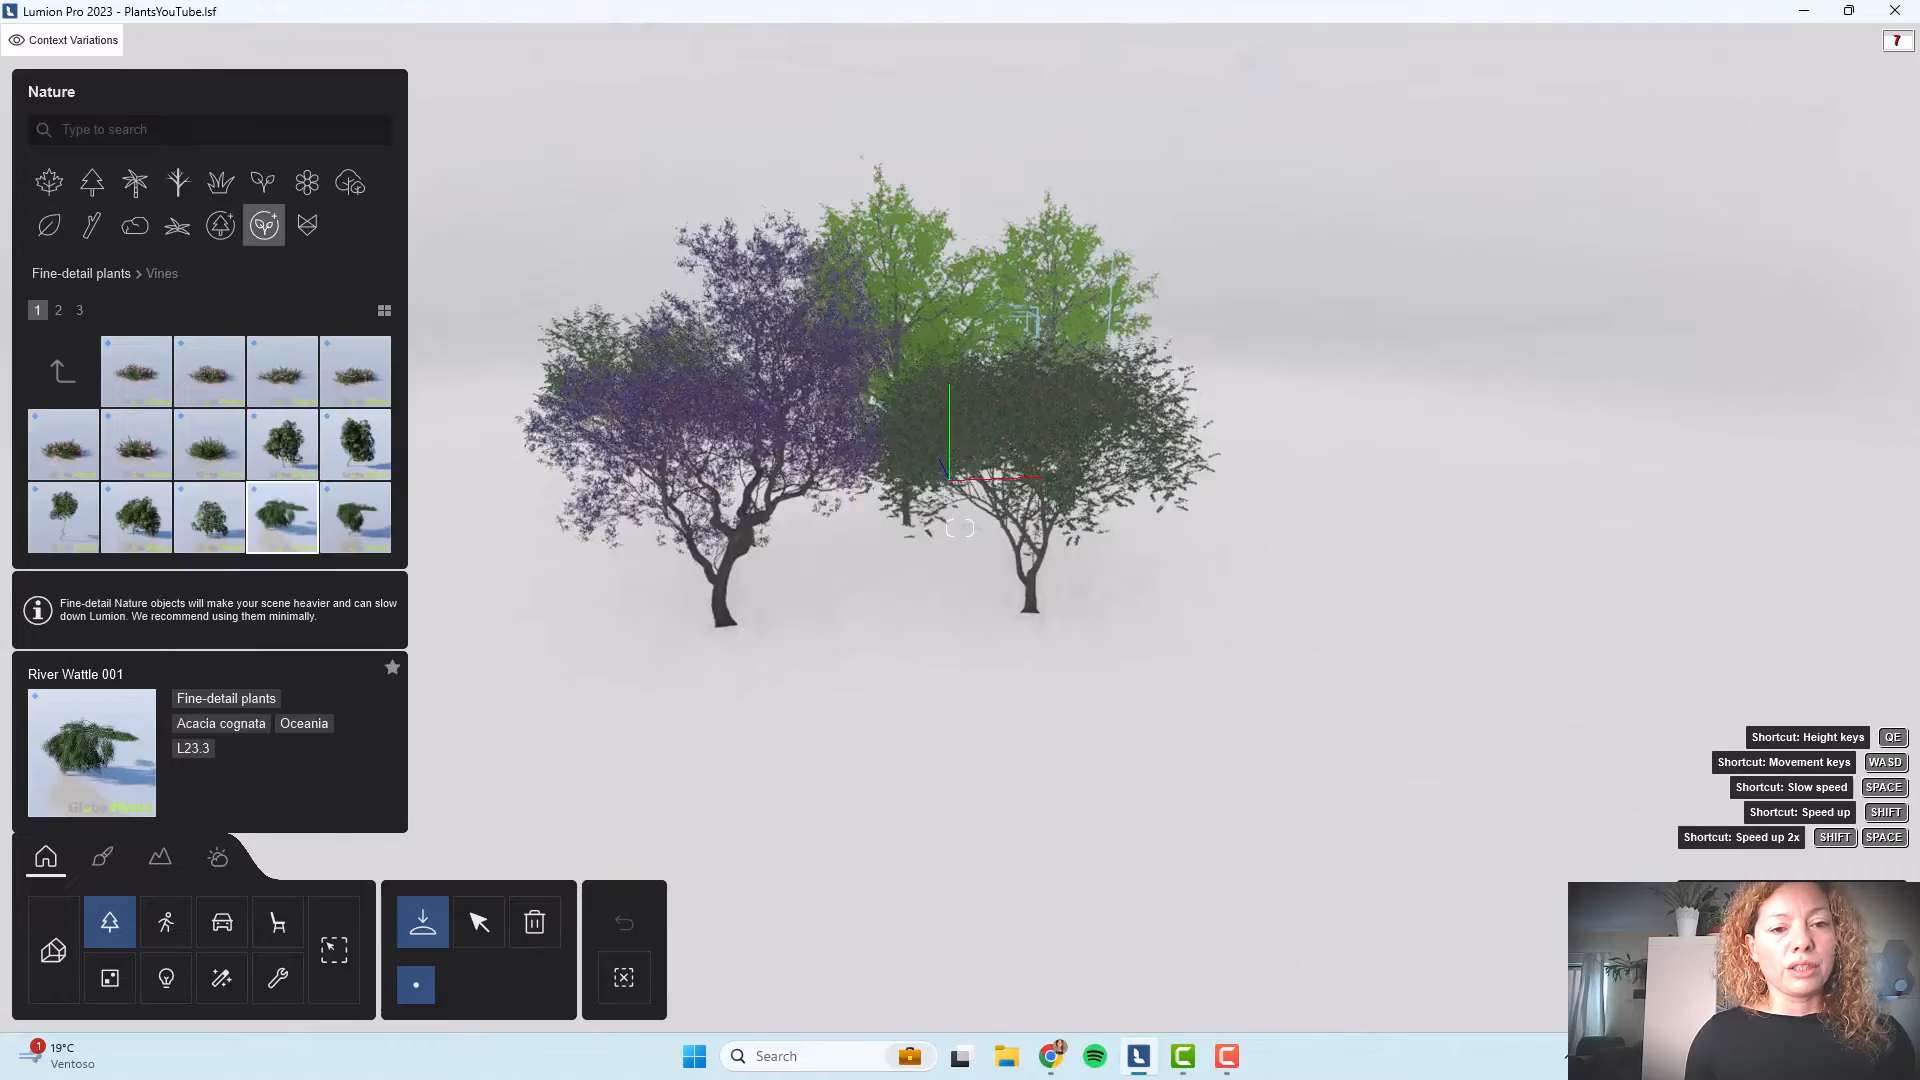 Lumion Pro 2023 - PlantsYouTube.lsf
Context Variations
7
Nature
Type to search
Fine-detail plants > Vines
1 2 3
Fine-detail Nature objects will make your scene heavier and can slow
down Lumion. We recommend using them minimally.
River Wattle 001
Fine-detail plants
Acacia cognata Oceania
L23.3
GlobePlants
Shortcut: Height keys QE
Shortcut: Movement keys WASD
Shortcut: Slow speed SPACE
Shortcut: Speed up SHIFT
Shortcut: Speed up 2x SHIFT SPACE
1
19°C
Ventoso
Search